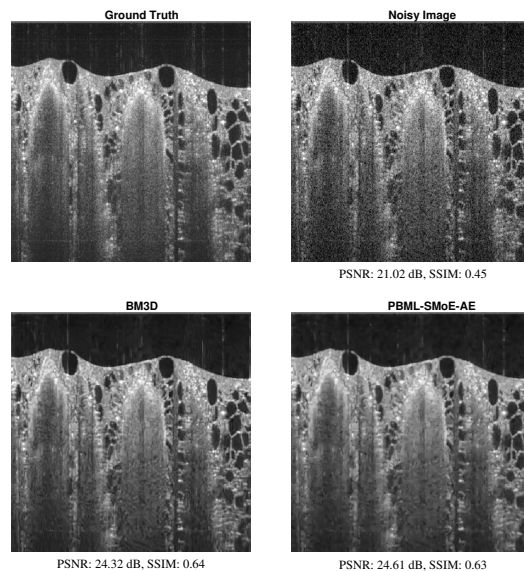 Ground Truth
Noisy Image
PSNR: 21.02 dB, SSIM: 0.45
BM3D
PBML-SMoE-AE
PSNR: 24.32 dB, SSIM: 0.64
PSNR: 24.61 dB, SSIM: 0.63